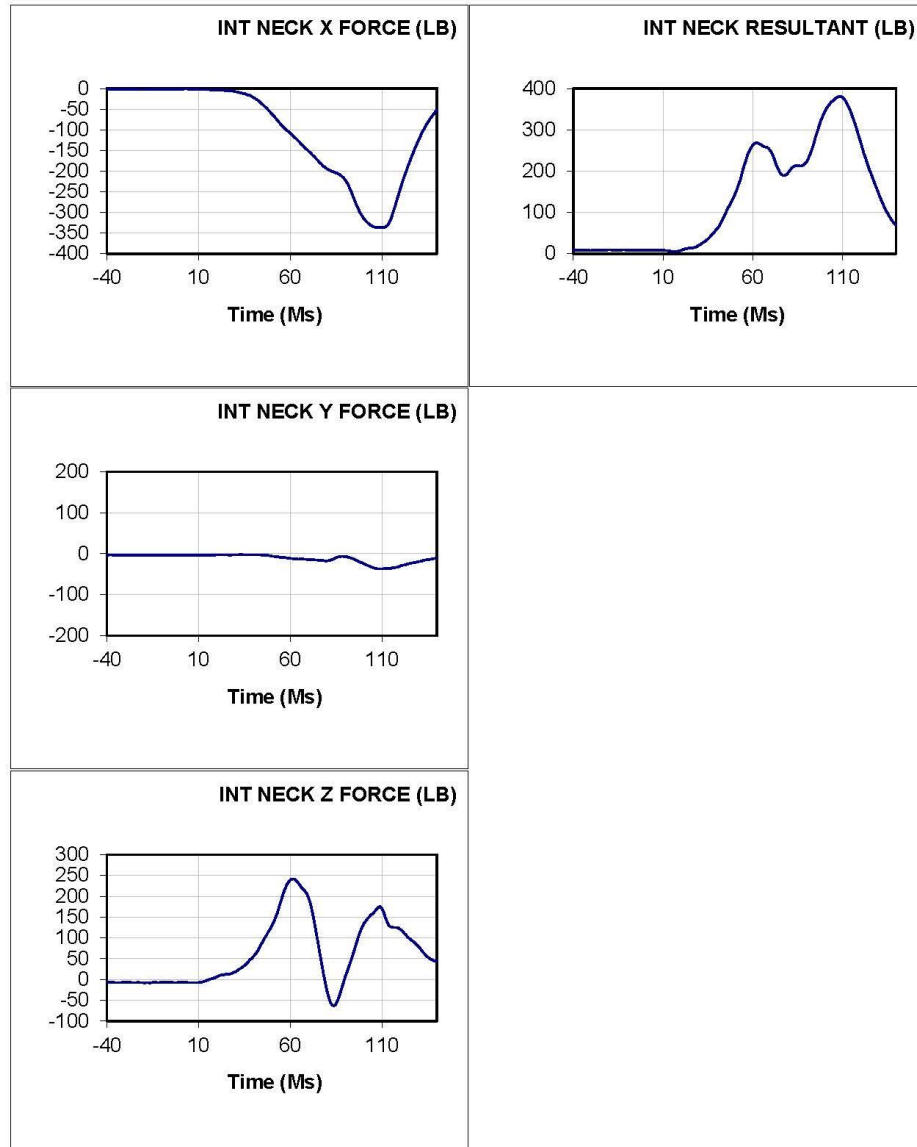 INT NECK X FORCE (LB)
0
-50
-100
-150
-200
-250
-300
-350
-400
-40 10 60 110
Time (Ms)
INT NECK RESULTANT (LB)
400
300
200
100
0
-40 10 60 110
Time (Ms)
INT NECK Y FORCE (LB)
200
100
0
-100
-200
-40 10 60 110
Time (Ms)
INT NECK Z FORCE (LB)
300
250
200
150
100
50
0
-50
-100
-40 10 60 110
Time (Ms)